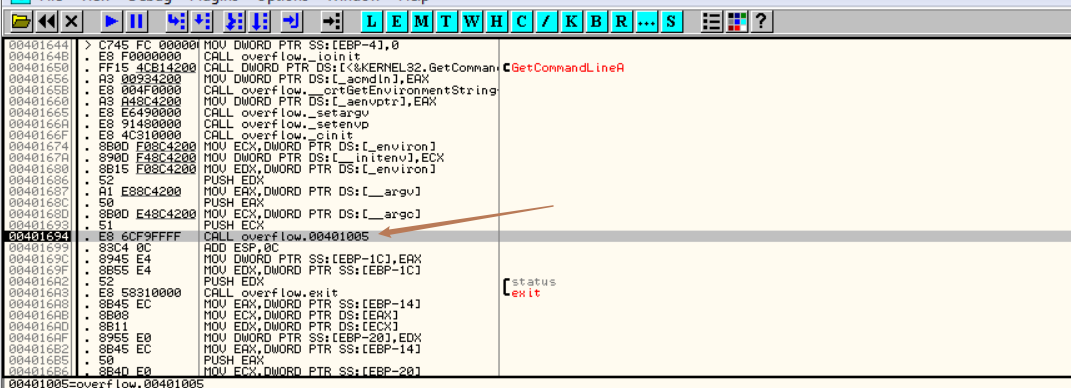 L E M T W H C / K B R ... S ?
00401644 > C745 FC 00000 MOV DWORD PTR SS:[EBP-4],0
0040164B . E8 F0000000 CALL overflow._ioinit
00401650 . FF15 4CB14200 CALL DWORD PTR DS:[<&KERNEL32.GetComman GetCommandLineA
00401656 . A3 00934200 MOV DWORD PTR DS:[_acmdln],EAX
0040165B . E8 004F0000 CALL overflow.__crtGetEnvironmentString
00401660 . A3 A48C4200 MOV DWORD PTR DS:[_aenvptr],EAX
00401665 . E8 E6490000 CALL overflow._setargv
0040166A . E8 91480000 CALL overflow._setenvp
0040166F . E8 4C310000 CALL overflow._cinit
00401674 . 8B0D F08C4200 MOV ECX,DWORD PTR DS:[_environ]
0040167A . 890D F48C4200 MOV DWORD PTR DS:[__initenv],ECX
00401680 . 8B15 F08C4200 MOV EDX,DWORD PTR DS:[_environ]
00401686 . 52 PUSH EDX
00401687 . A1 E88C4200 MOV EAX,DWORD PTR DS:[__argv]
0040168C . 50 PUSH EAX
0040168D . 8B0D E48C4200 MOV ECX,DWORD PTR DS:[__argc]
00401693 . 51 PUSH ECX
00401694 . E8 6CF9FFFF CALL overflow.00401005
00401699 . 83C4 0C ADD ESP,0C
0040169C . 8945 E4 MOV DWORD PTR SS:[EBP-1C],EAX
0040169F . 8B55 E4 MOV EDX,DWORD PTR SS:[EBP-1C]
004016A2 . 52 PUSH EDX status
004016A3 . E8 58310000 CALL overflow.exit exit
004016A8 . 8B45 EC MOV EAX,DWORD PTR SS:[EBP-14]
004016AB . 8B08 MOV ECX,DWORD PTR DS:[EAX]
004016AD . 8B11 MOV EDX,DWORD PTR DS:[ECX]
004016AF . 8955 E0 MOV DWORD PTR SS:[EBP-20],EDX
004016B2 . 8B45 EC MOV EAX,DWORD PTR SS:[EBP-14]
004016B5 . 50 PUSH EAX
004016B6 . 8B4D E0 MOV ECX,DWORD PTR SS:[EBP-20]
00401005=overflow.00401005